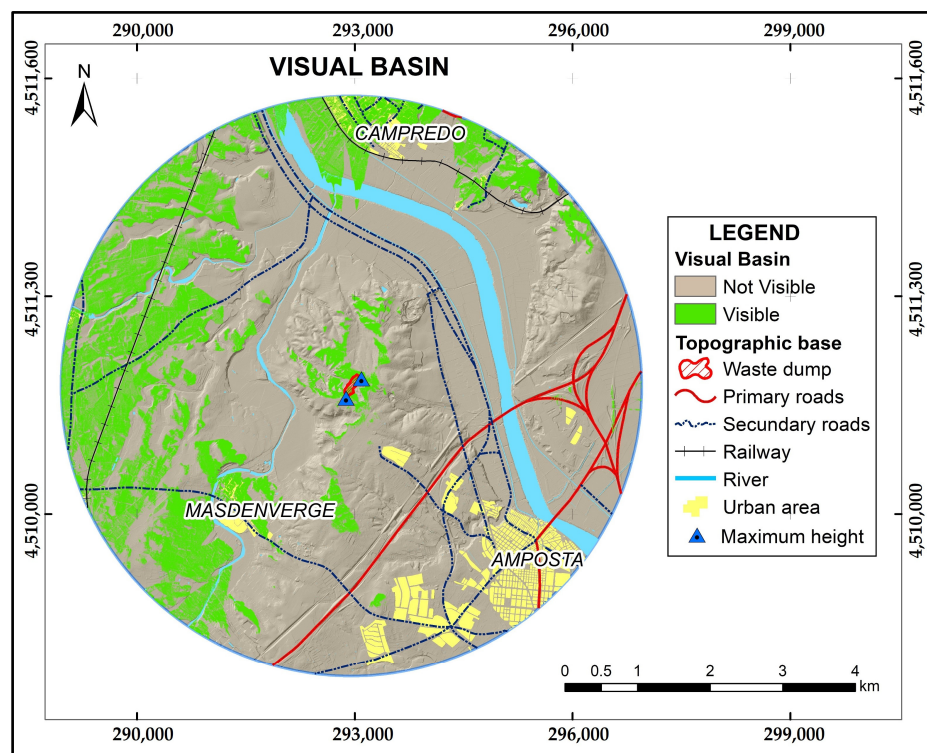 290,000 293,000 296,000 299,000
VISUAL BASIN
N
4,511,600 4,511,600
CAMPREDO
4,511,300 4,511,300
LEGEND
Visual Basin
Not Visible
Visible
Topographic base
Waste dump
Primary roads
Secundary roads
Railway
River
Urban area
Maximum height
MASDENVERGE
4,510,000 4,510,000
AMPOSTA
0 0.5 1 2 3 4
km
290,000 293,000 296,000 299,000